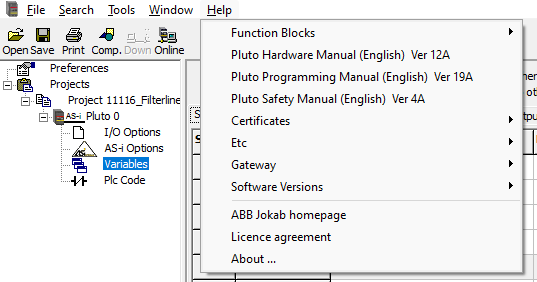 File Search Tools Window Help
Open Save Print Comp. Database Online
Preferences
Projects
Project 11116_Filterline
AS-i Pluto 0
I/O Options
AS-i Options
Variables
Plc Code
Function Blocks
Pluto Hardware Manual (English) Ver 12A
Pluto Programming Manual (English) Ver 19A
Pluto Safety Manual (English) Ver 4A
Certificates
Etc
Gateway
Software Versions
ABB Jokab homepage
Licence agreement
About ...